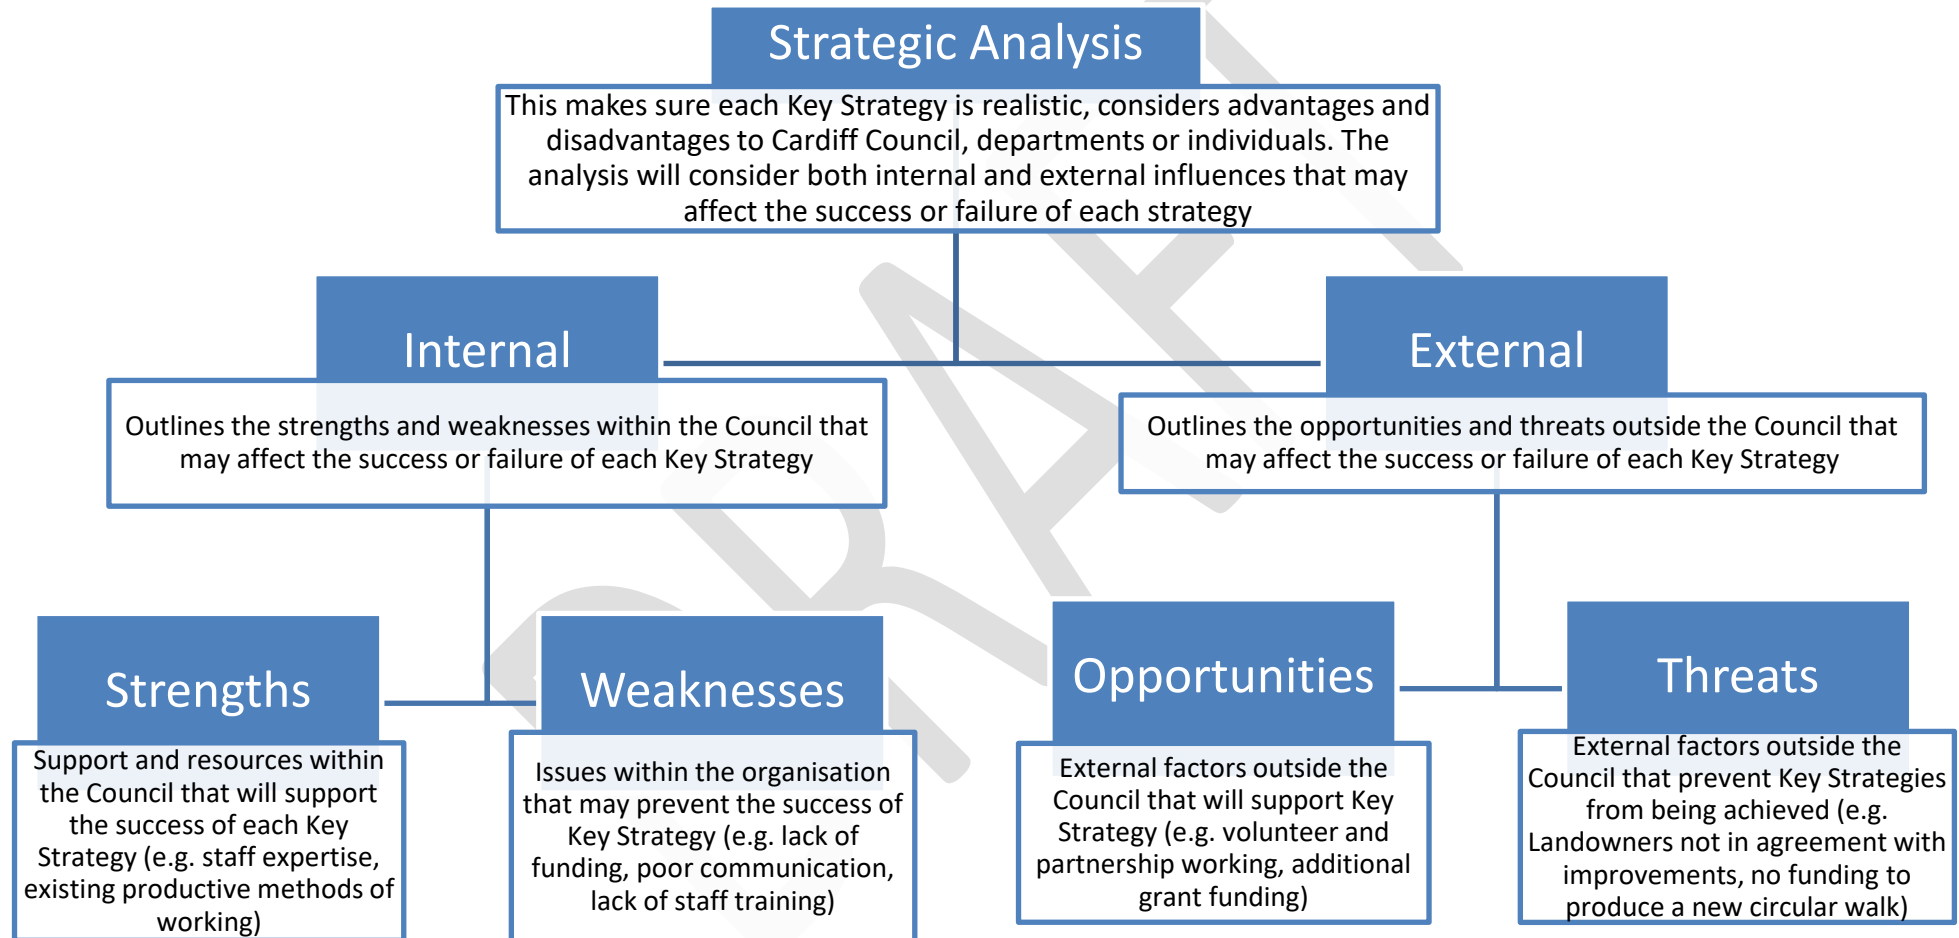 Strategic Analysis
This makes sure each Key Strategy is realistic, considers advantages and
disadvantages to Cardiff Council, departments or individuals. The
analysis will consider both internal and external influences that may
affect the success or failure of each strategy
Internal
Outlines the strengths and weaknesses within the Council that
may affect the success or failure of each Key Strategy
External
Outlines the opportunities and threats outside the Council that
may affect the success or failure of each Key Strategy
Strengths
Support and resources within
the Council that will support
the success of each Key
Strategy (e.g. staff expertise,
existing productive methods of
working)
Weaknesses
Issues within the organisation
that may prevent the success of
Key Strategy (e.g. lack of
funding, poor communication,
lack of staff training)
Opportunities
External factors outside the
Council that will support Key
Strategy (e.g. volunteer and
partnership working, additional
grant funding)
Threats
External factors outside the
Council that prevent Key Strategies
from being achieved (e.g.
Landowners not in agreement with
improvements, no funding to
produce a new circular walk)
DRAFT